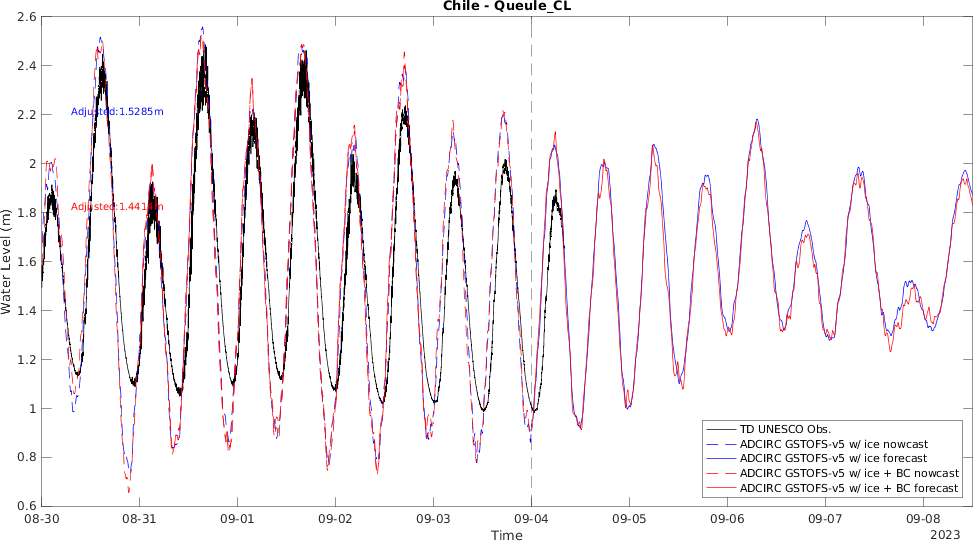 Chile - Queule_CL
2.6
2.4
2.2
2
1.8
1.6
1.4
1.2
1
0.8
0.6
Water Level (m)
Adjusted:1.5285m
Adjusted:1.441
TD UNESCO Obs.
ADCIRC GSTOFS-v5 w/ ice nowcast
ADCIRC GSTOFS-v5 w/ ice forecast
ADCIRC GSTOFS-v5 w/ ice + BC nowcast
ADCIRC GSTOFS-v5 w/ ice + BC forecast
08-30 08-31 09-01 09-02 09-03 09-04 09-05 09-06 09-07 09-08
Time
2023